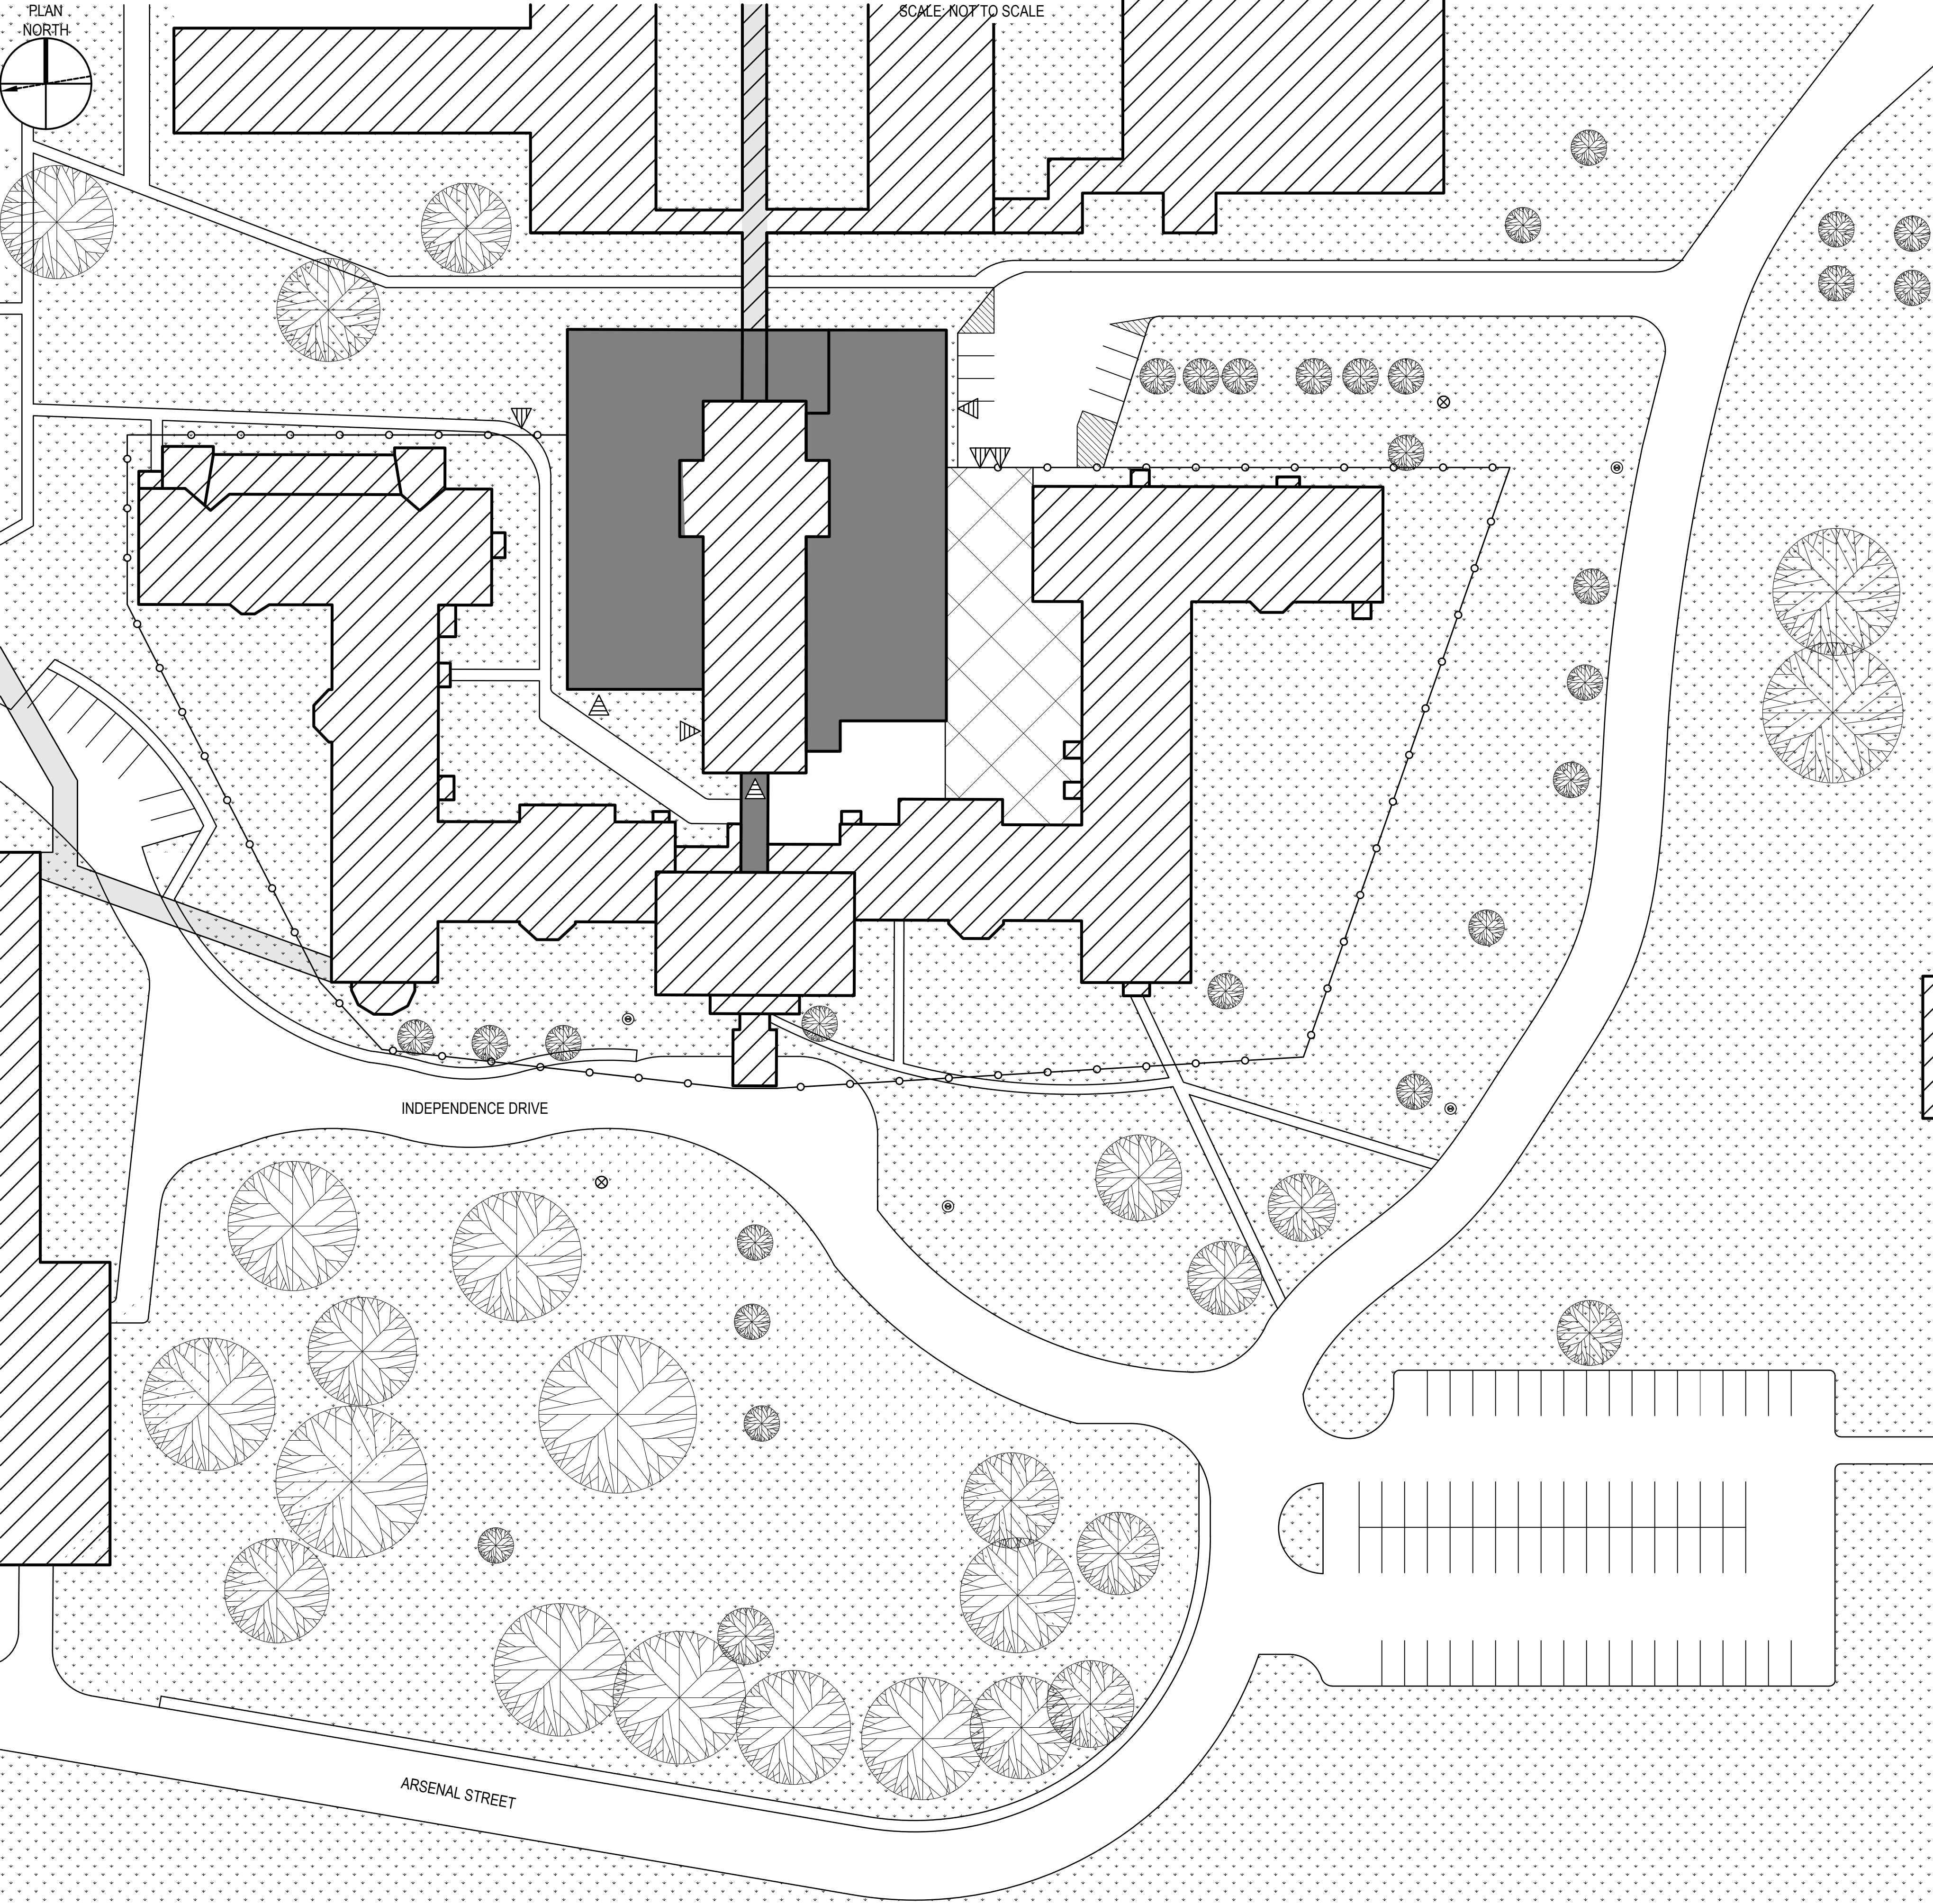 PLAN
NORTH
SCALE: NOT TO SCALE
INDEPENDENCE DRIVE
ARSENAL STREET